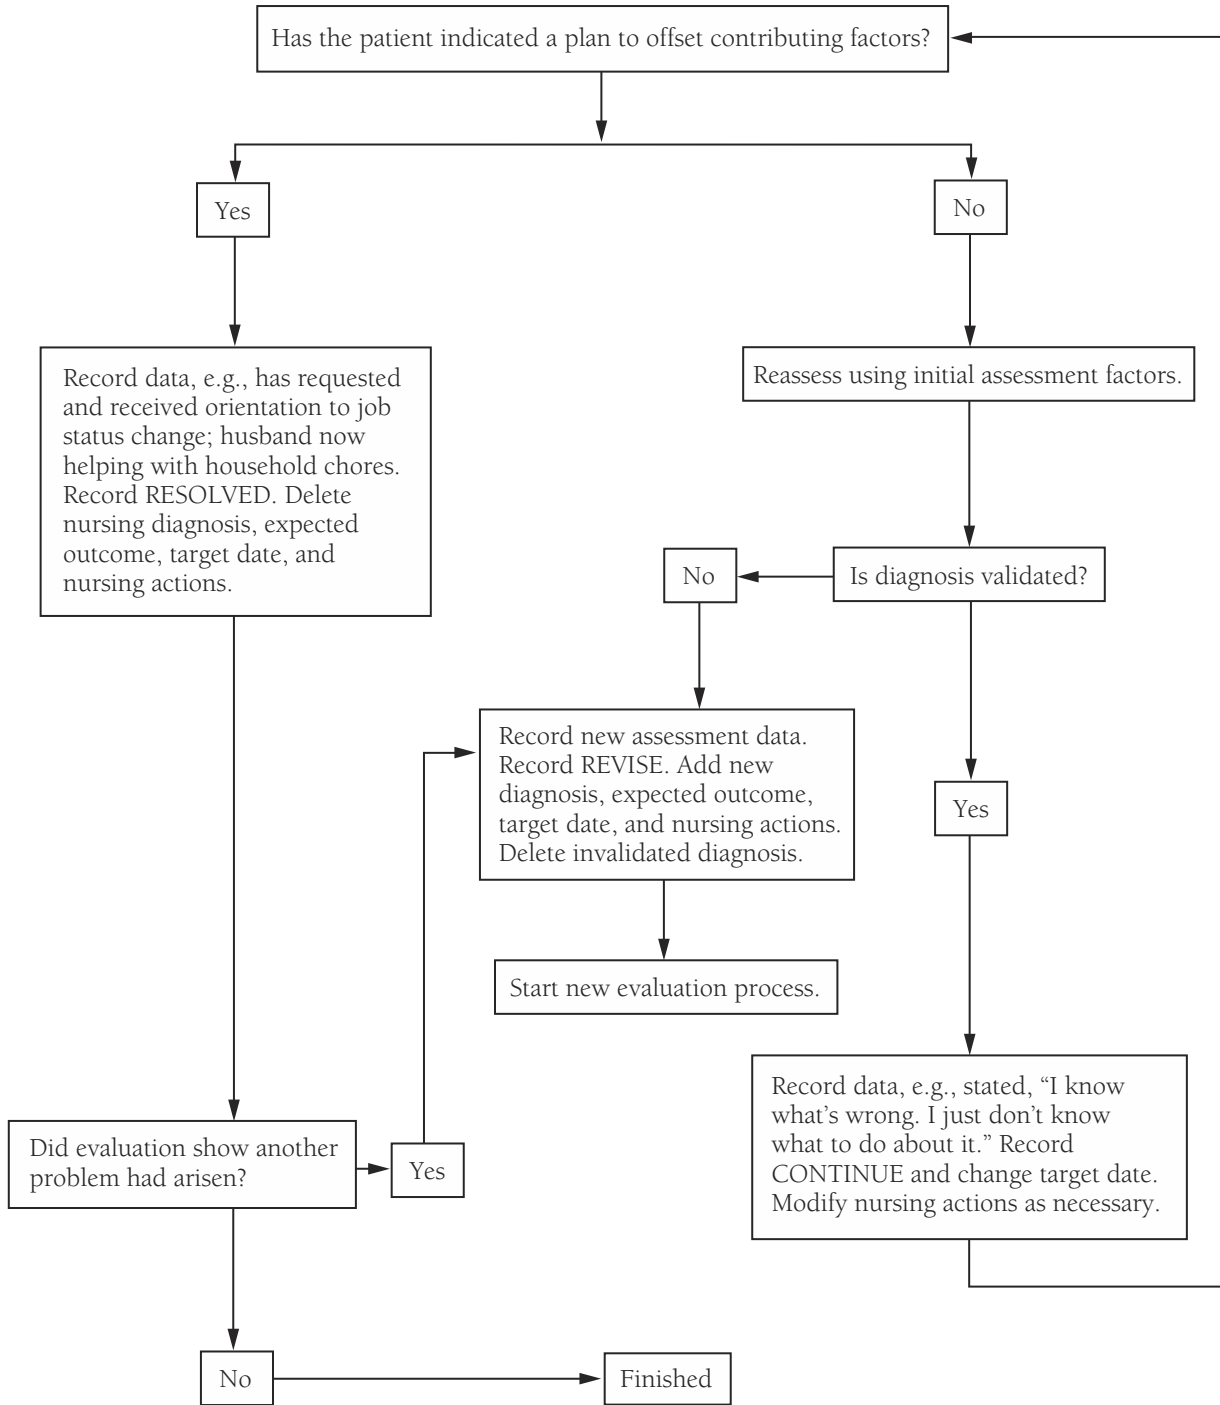 Has the patient indicated a plan to offset contributing factors?
Yes
No
Record data, e.g., has requested
and received orientation to job
status change; husband now
helping with household chores.
Record RESOLVED. Delete
nursing diagnosis, expected
outcome, target date, and
nursing actions.
Reassess using initial assessment factors.
No
Is diagnosis validated?
Record new assessment data.
Record REVISE. Add new
diagnosis, expected outcome,
target date, and nursing actions.
Delete invalidated diagnosis.
Yes
Start new evaluation process.
Record data, e.g., stated, “I know
what's wrong. I just don't know
what to do about it.” Record
CONTINUE and change target date.
Modify nursing actions as necessary.
Did evaluation show another
problem had arisen?
Yes
No
Finished